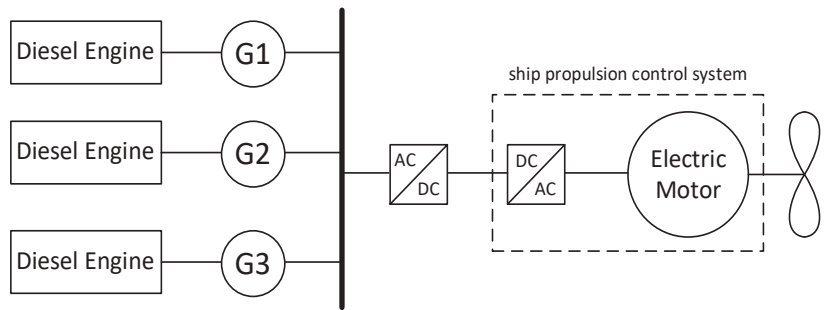 Diesel Engine
G1
Diesel Engine
G2
Diesel Engine
G3
AC
DC
ship propulsion control system
DC
AC
Electric
Motor